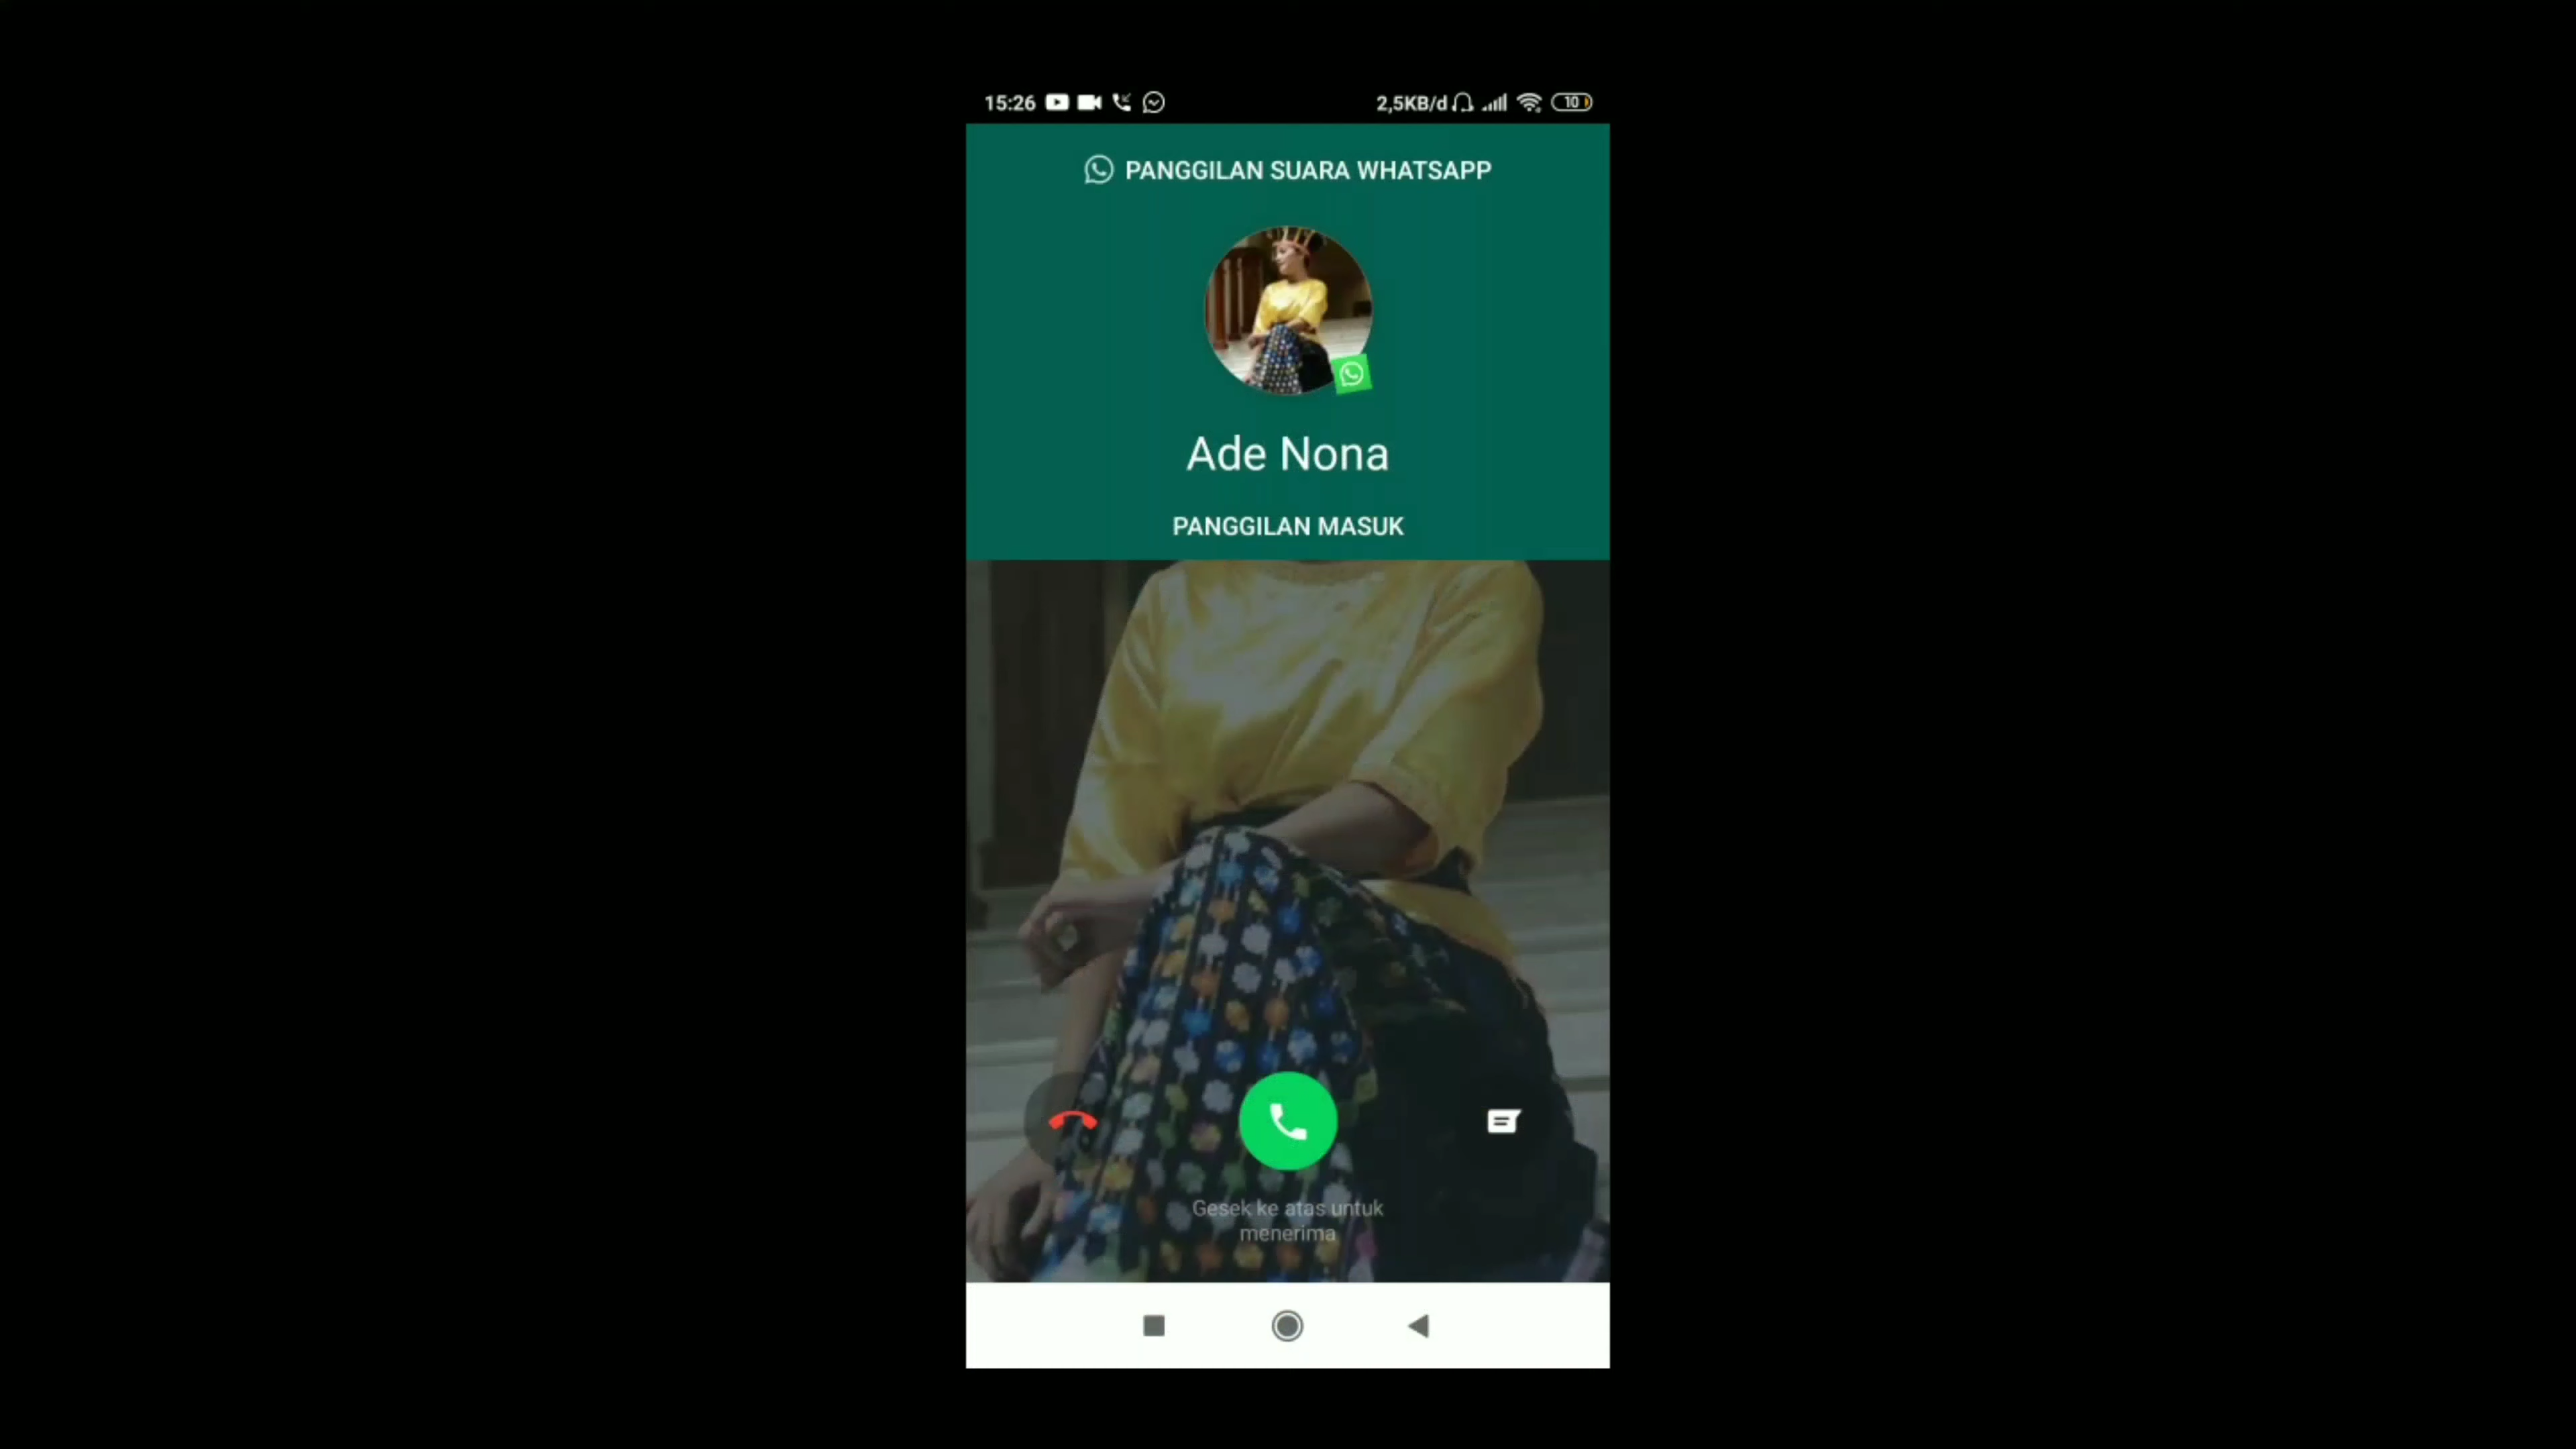 15:26 2,5KB/d 10
PANGGILAN SUARA WHATSAPP
Ade Nona
PANGGILAN MASUK
Gesek ke atas untuk
menerima